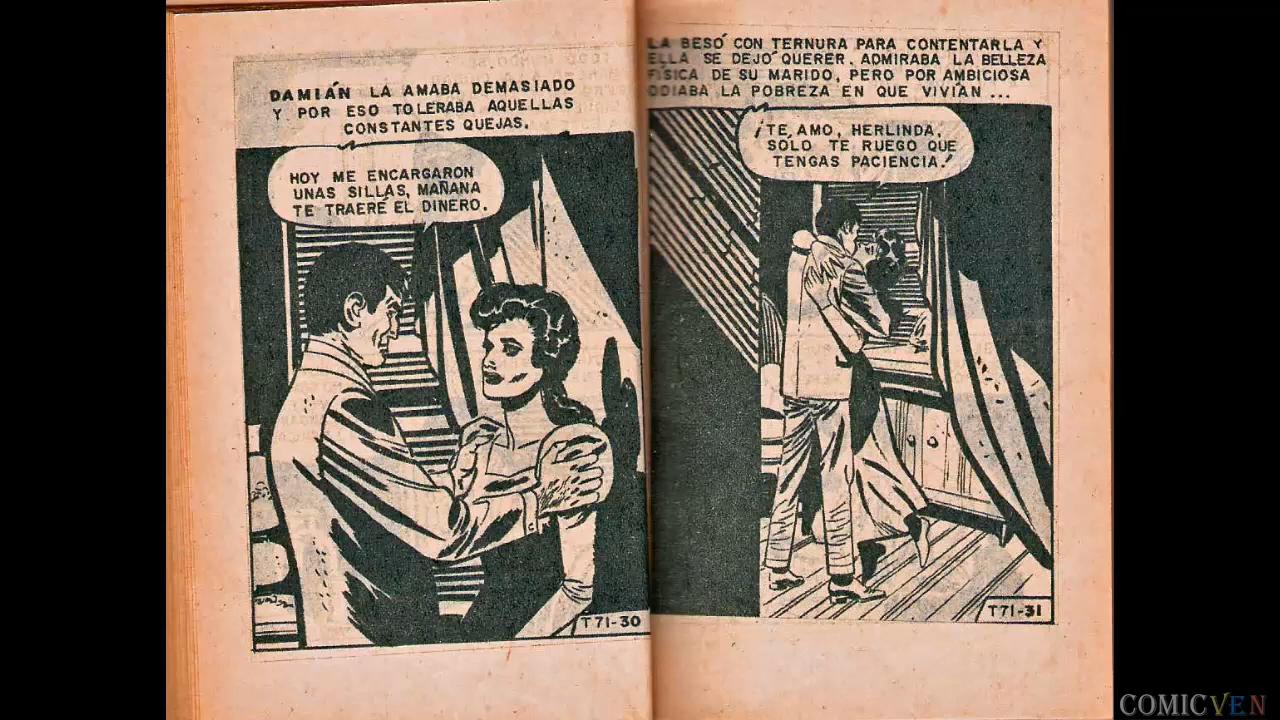 DAMIÁN LA AMABA DEMASIADO
Y POR ESO TOLERABA AQUELLAS
CONSTANTES QUEJAS.
HOY ME ENCARGARON
UNAS SILLAS, MAÑANA
TE TRAERÉ EL DINERO.
T71-30
LA BESÓ CON TERNURA PARA CONTENTARLA Y
ELLA SE DEJÓ QUERER. ADMIRABA LA BELLEZA
FÍSICA DE SU MARIDO, PERO POR AMBICIOSA
ODIABA LA POBREZA EN QUE VIVÍAN ...
¡TE AMO, HERLINDA,
SÓLO TE RUEGO QUE
TENGAS PACIENCIA!
T71-31
COMICVEN